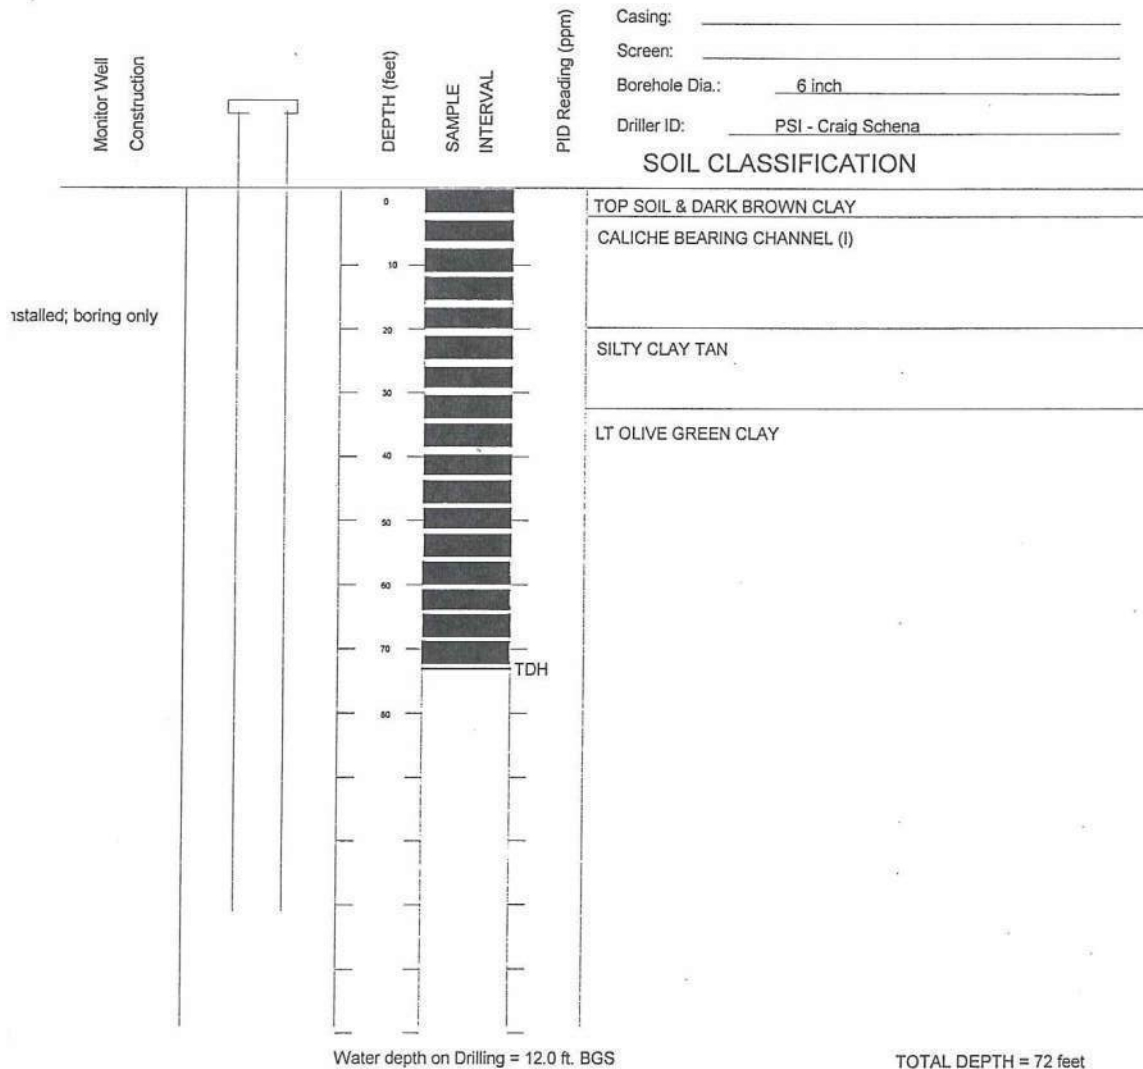 Casing:
Screen:
Borehole Dia.: 6 inch
Driller ID: PSI - Craig Schena
Monitor Well
Construction
DEPTH (feet)
SAMPLE
INTERVAL
PID Reading (ppm)
SOIL CLASSIFICATION
0
TOP SOIL & DARK BROWN CLAY
CALICHE BEARING CHANNEL (I)
10
nstalled; boring only
20
SILTY CLAY TAN
30
LT OLIVE GREEN CLAY
40
50
60
70
TDH
80
Water depth on Drilling = 12.0 ft. BGS
TOTAL DEPTH = 72 feet